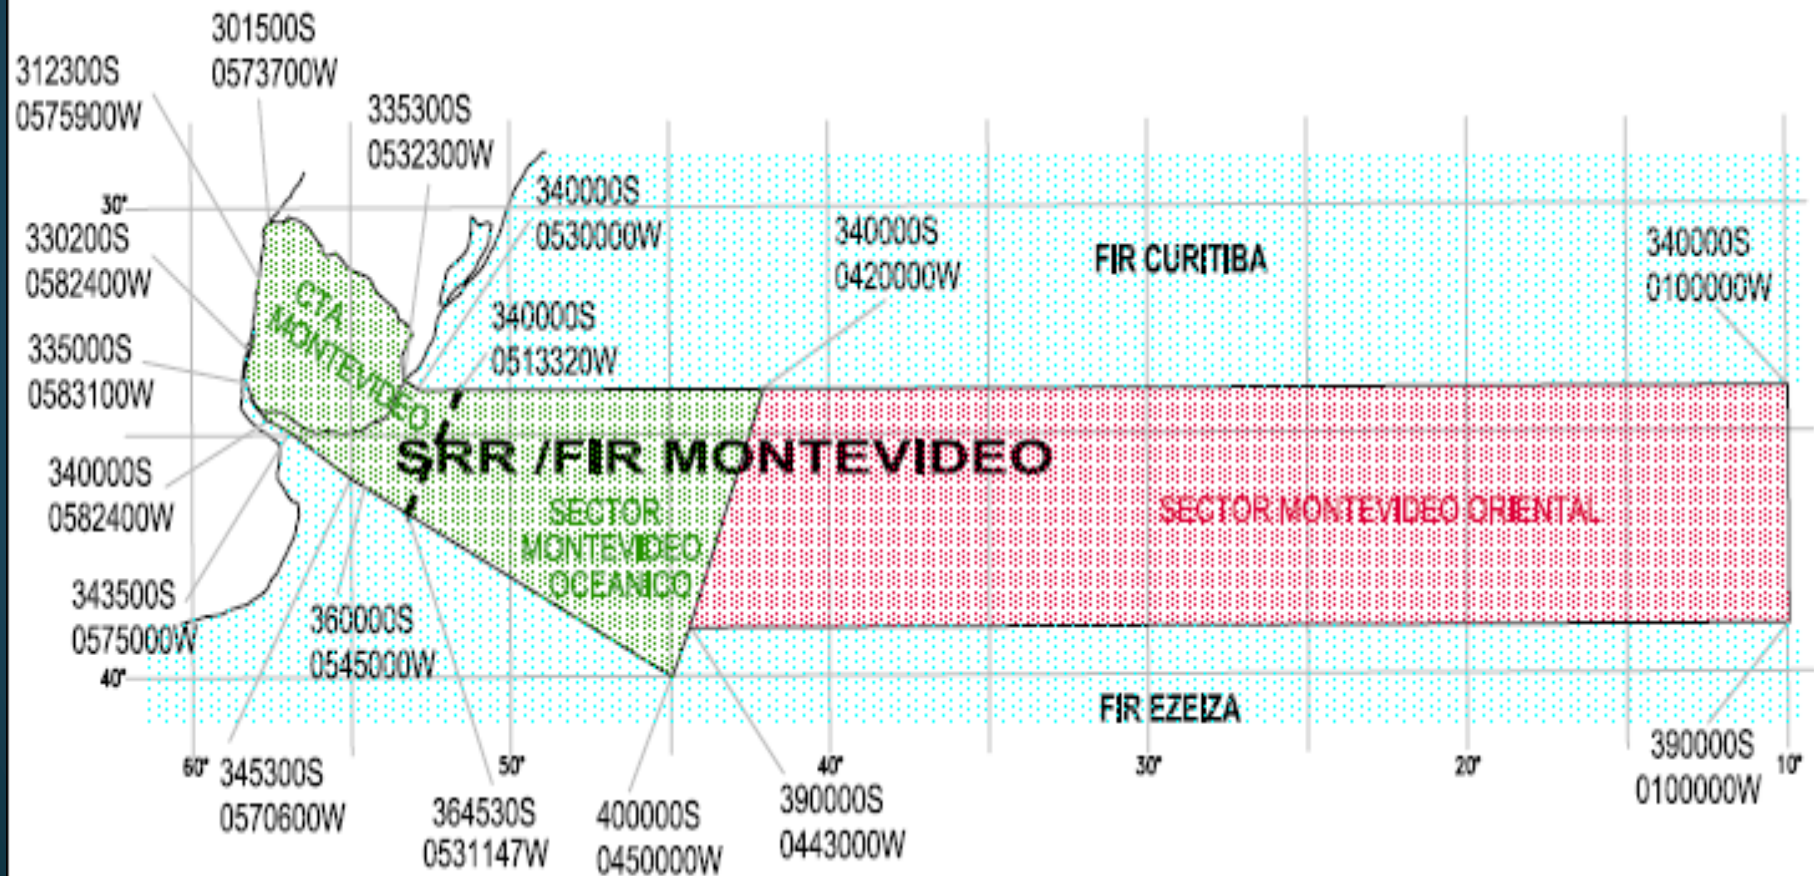 301500S
0573700W
312300S
0575900W
335300S
0532300W
340000S
0530000W
30°
330200S
0582400W
340000S
0420000W
FIR CURITIBA
340000S
0100000W
CTA
MONTEVIDEO
340000S
0513320W
335000S
0583100W
SRR /FIR MONTEVIDEO
340000S
0582400W
SECTOR
MONTEVIDEO
OCEANICO
SECTOR MONTEVIDEO ORIENTAL
343500S
0575000W
360000S
0545000W
40°
FIR EZEIZA
60°
50°
40°
30°
20°
10°
345300S
0570600W
364530S
0531147W
400000S
0450000W
390000S
0443000W
390000S
0100000W